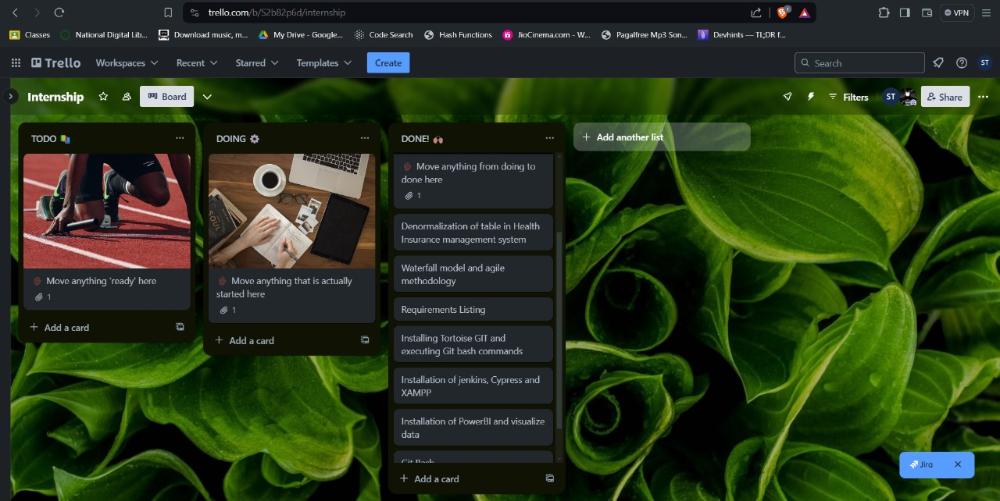 trello.com/b/S2b82p6d/internship
1
VPN
Classes
National Digital Lib...
Download music, m...
My Drive - Google...
Code Search
Hash Functions
JioCinema.com - W...
Pagalfree Mp3 Son...
Devhints — TL;DR f...
Trello
Workspaces
Recent
Starred
Templates
Create
Search
ST
Internship
Board
Filters
ST
Share
TODO
Move anything 'ready' here
1
Add a card
DOING
Move anything that is actually
started here
1
Add a card
DONE!
Move anything from doing to
done here
1
Denormalization of table in Health
Insurance management system
Waterfall model and agile
methodology
Requirements Listing
Installing Tortoise GIT and
executing Git bash commands
Installation of jenkins, Cypress and
XAMPP
Installation of PowerBI and visualize
data
Git Bash
Add a card
Add another list
Jira